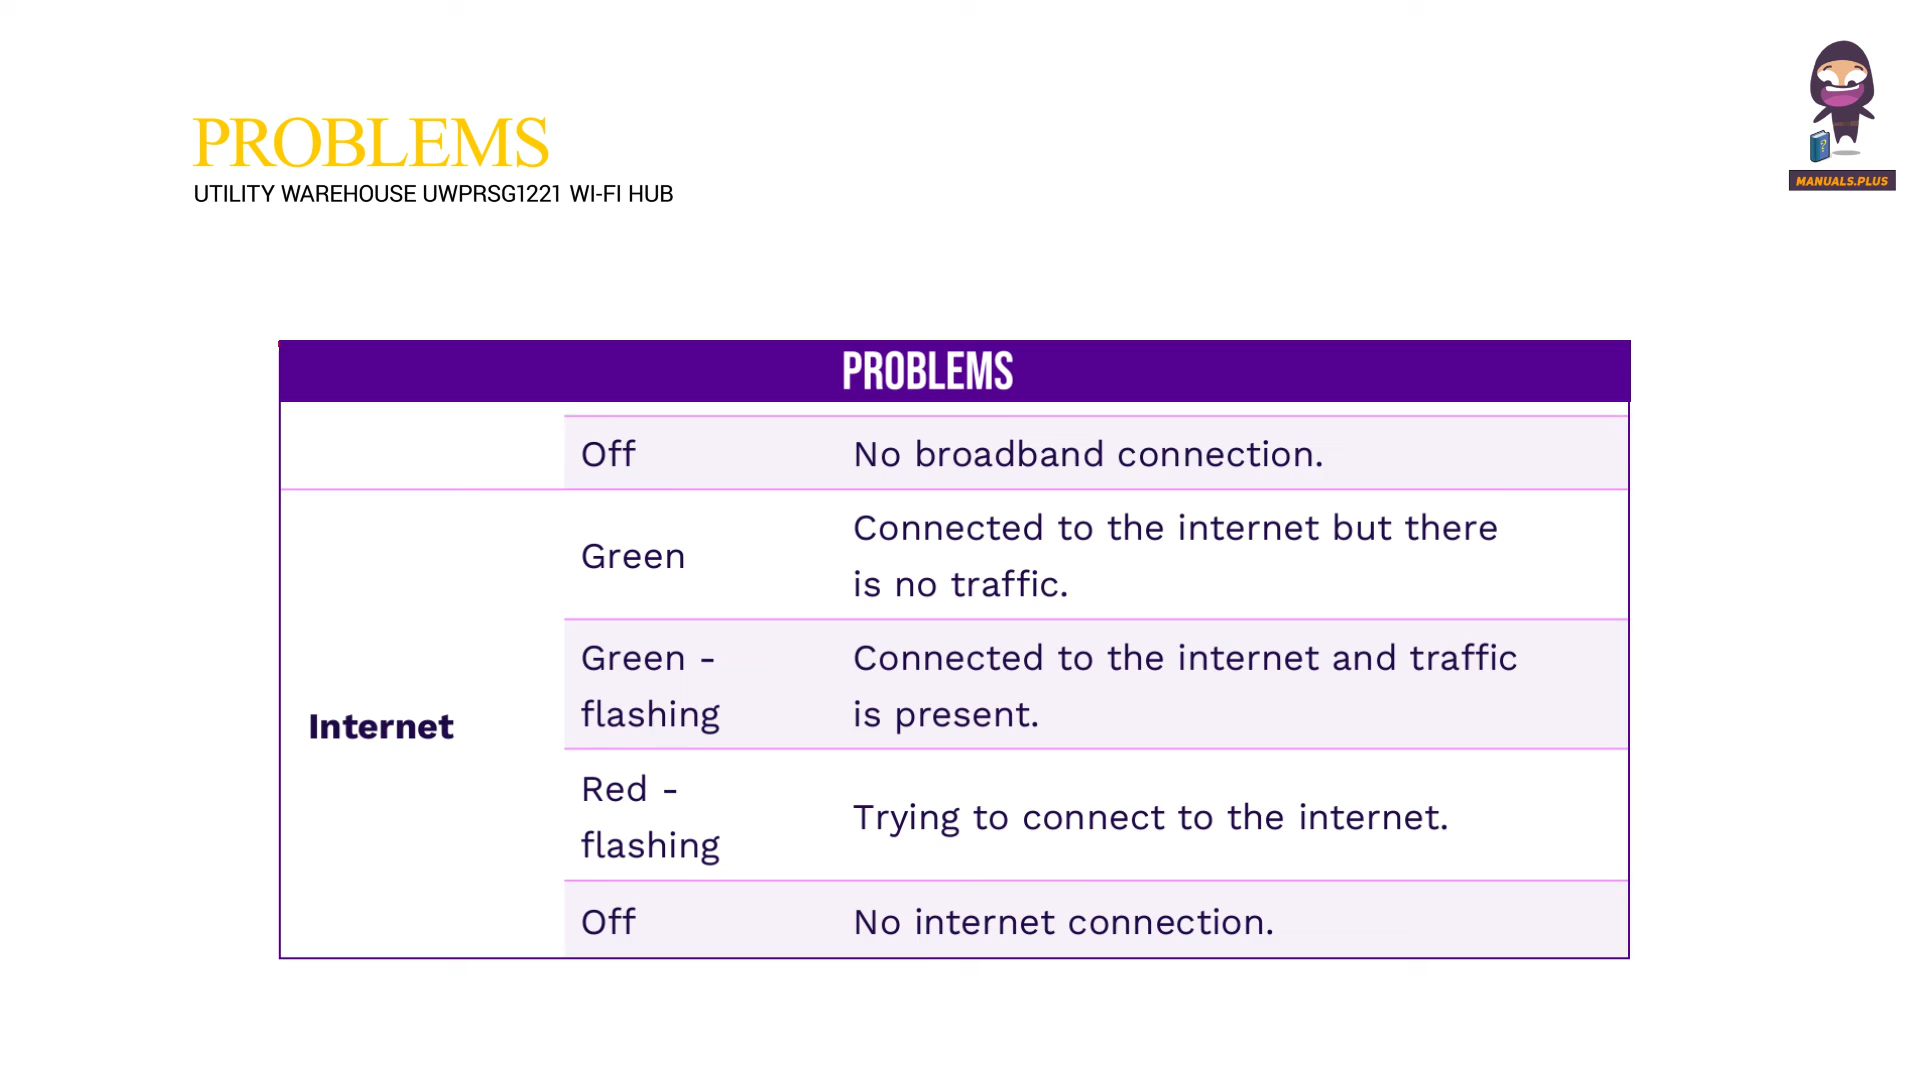 PROBLEMS
UTILITY WAREHOUSE UWPRSG1221 WI-FI HUB
?
MANUALS.PLUS
PROBLEMS
Off No broadband connection.
Internet
Green
Connected to the internet but there
is no traffic.
Green -
flashing
Connected to the internet and traffic
is present.
Red -
flashing
Trying to connect to the internet.
Off No internet connection.